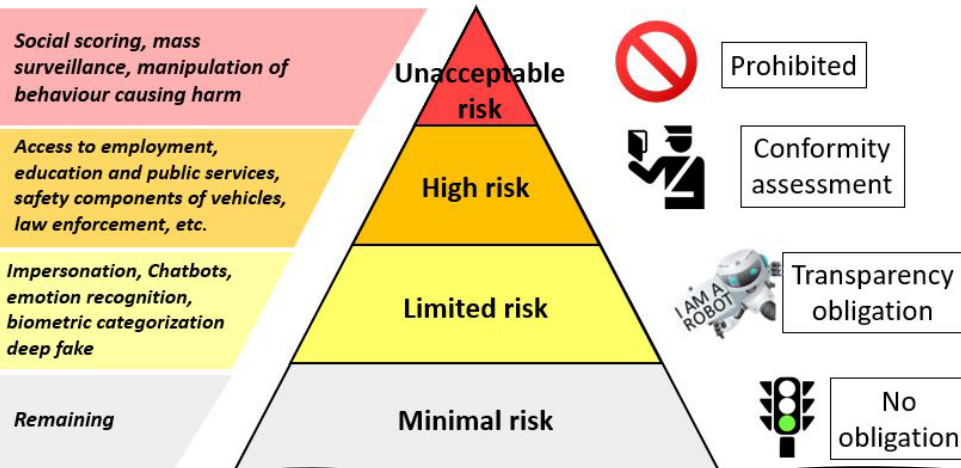 Social scoring, mass
surveillance, manipulation of
behaviour causing harm
Unacceptable
risk
Prohibited
Access to employment,
education and public services,
safety components of vehicles,
law enforcement, etc.
High risk
Conformity
assessment
Impersonation, Chatbots,
emotion recognition,
biometric categorization
deep fake
Limited risk
I AM A
ROBOT
Transparency
obligation
Remaining
Minimal risk
No
obligation